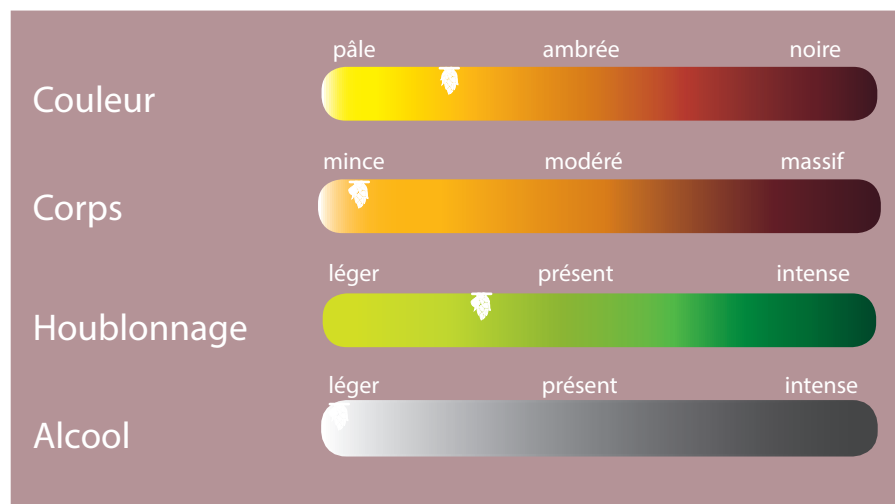 pâle ambrée noire
Couleur
mince modéré massif
Corps
léger présent intense
Houblonnage
léger présent intense
Alcool